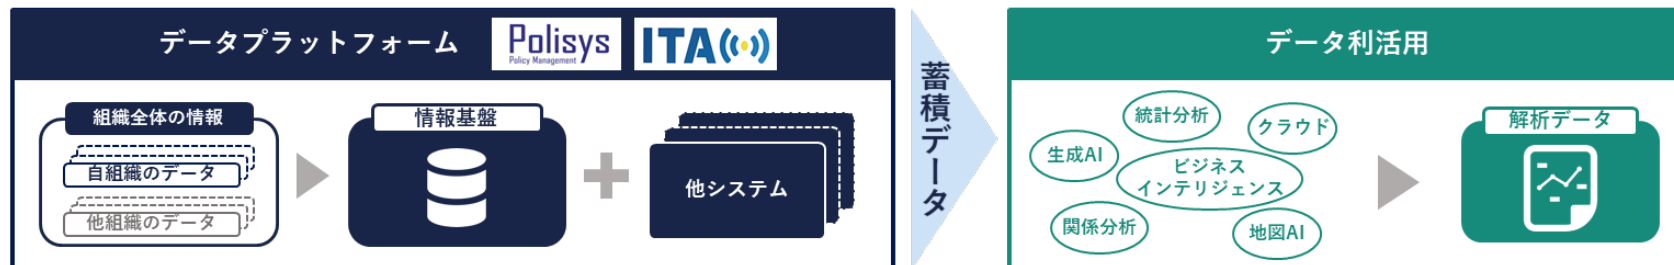 データプラットフォーム
Polisys
Policy Management
ITA
組織全体の情報
自組織のデータ
他組織のデータ
情報基盤
他システム
蓄積データ
データ利活用
統計分析
クラウド
生成AI
ビジネス
インテリジェンス
関係分析
地図AI
解析データ